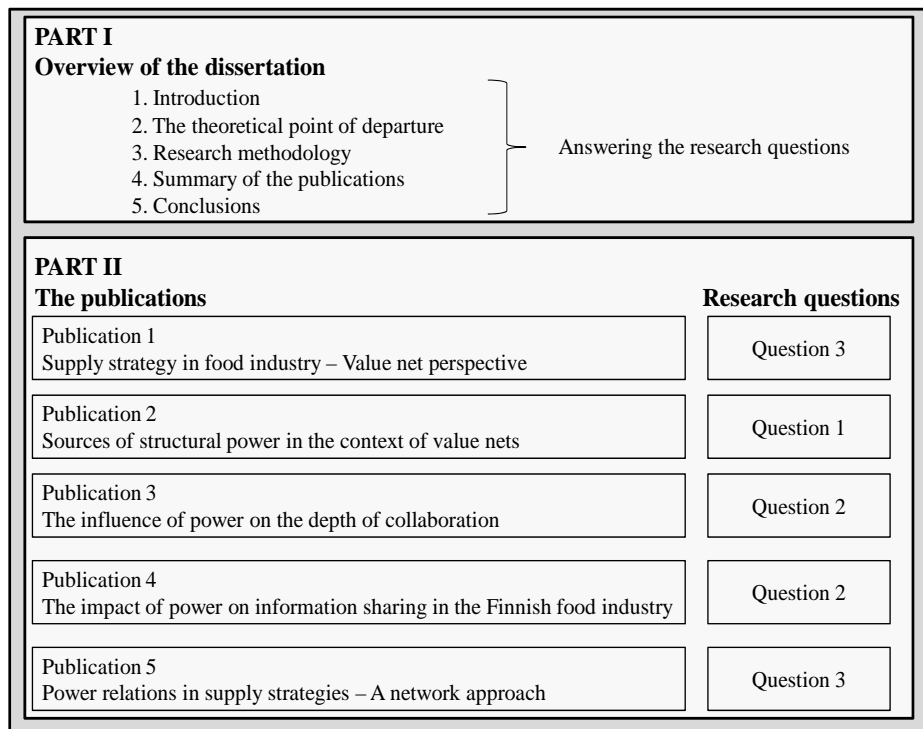 PART I
Overview of the dissertation
1. Introduction
2. The theoretical point of departure
3. Research methodology
4. Summary of the publications
5. Conclusions
Answering the research questions
PART II
The publications
Research questions
Publication 1
Supply strategy in food industry – Value net perspective
Question 3
Publication 2
Sources of structural power in the context of value nets
Question 1
Publication 3
The influence of power on the depth of collaboration
Question 2
Publication 4
The impact of power on information sharing in the Finnish food industry
Question 2
Publication 5
Power relations in supply strategies – A network approach
Question 3